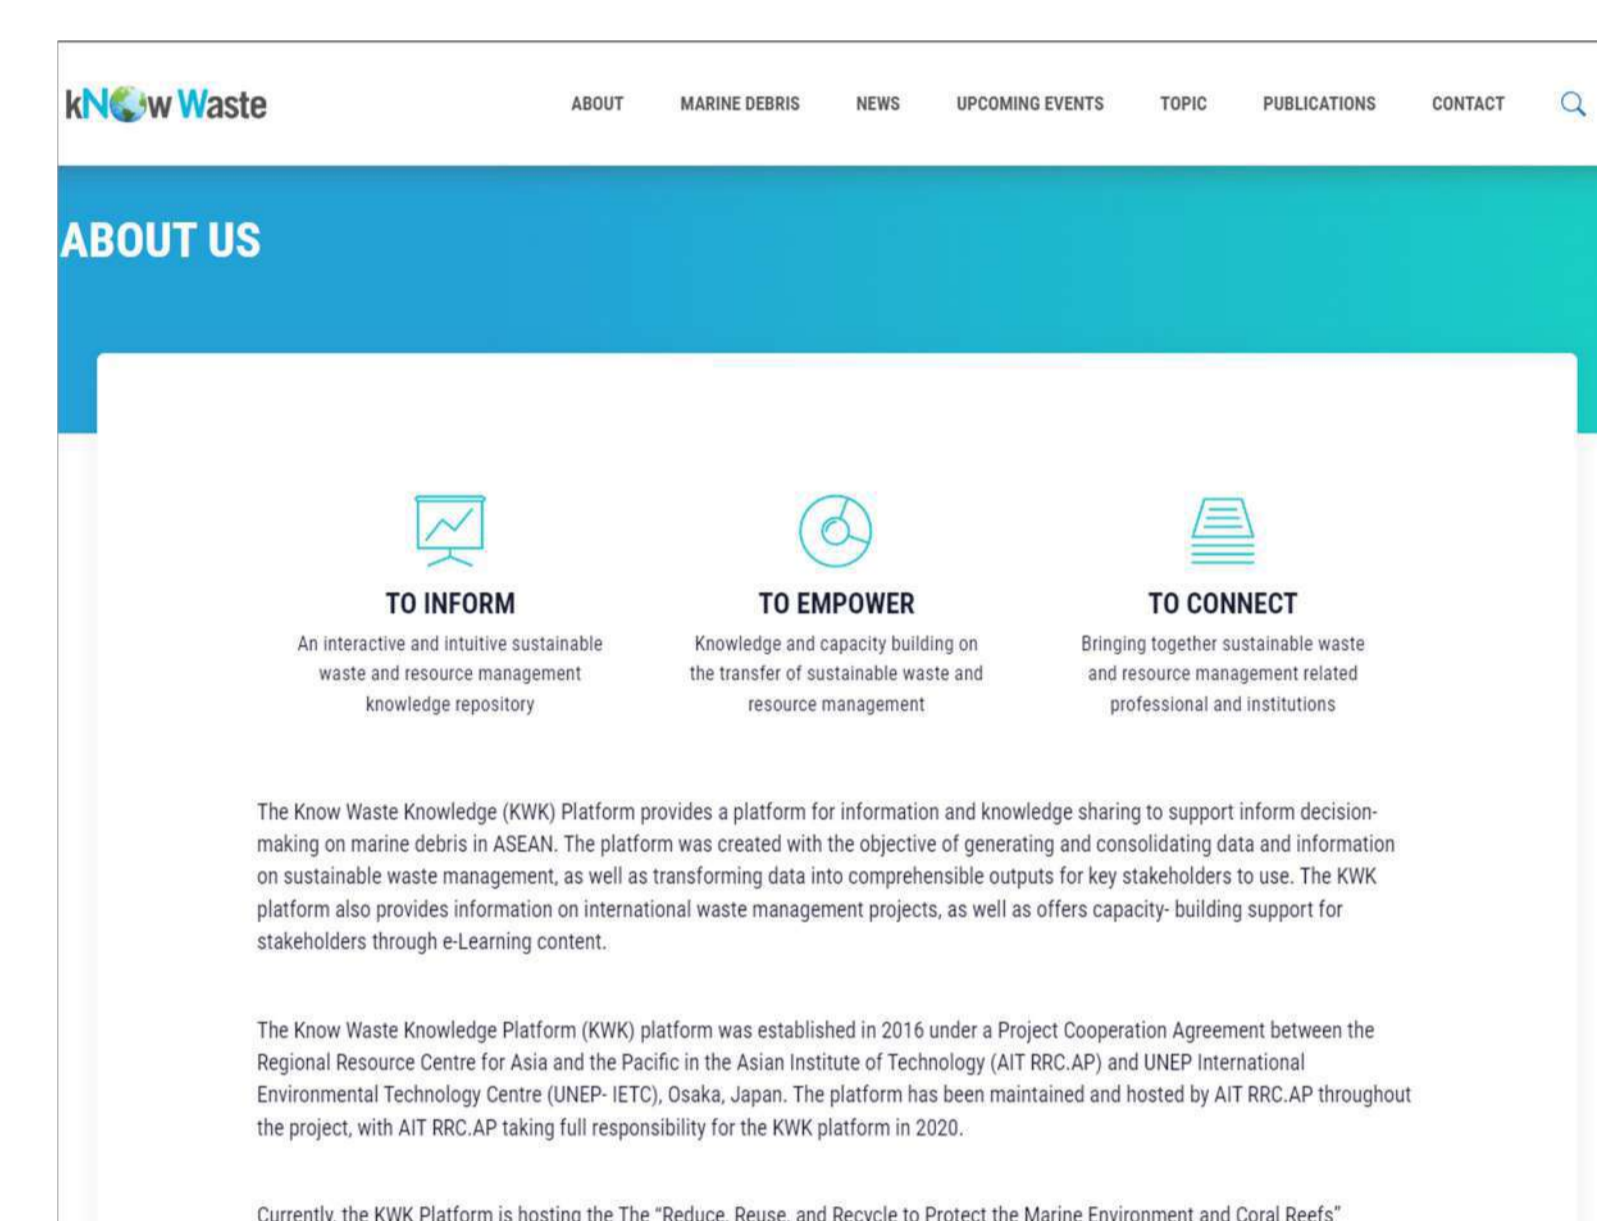 kNOw Waste
ABOUT MARINE DEBRIS NEWS UPCOMING EVENTS TOPIC PUBLICATIONS CONTACT
ABOUT US
TO INFORM
An interactive and intuitive sustainable
waste and resource management
knowledge repository
TO EMPOWER
Knowledge and capacity building on
the transfer of sustainable waste and
resource management
TO CONNECT
Bringing together sustainable waste
and resource management related
professional and institutions
The Know Waste Knowledge (KWK) Platform provides a platform for information and knowledge sharing to support inform decision-
making on marine debris in ASEAN. The platform was created with the objective of generating and consolidating data and information
on sustainable waste management, as well as transforming data into comprehensible outputs for key stakeholders to use. The KWK
platform also provides information on international waste management projects, as well as offers capacity- building support for
stakeholders through e-Learning content.
The Know Waste Knowledge Platform (KWK) platform was established in 2016 under a Project Cooperation Agreement between the
Regional Resource Centre for Asia and the Pacific in the Asian Institute of Technology (AIT RRC.AP) and UNEP International
Environmental Technology Centre (UNEP- IETC), Osaka, Japan. The platform has been maintained and hosted by AIT RRC.AP throughout
the project, with AIT RRC.AP taking full responsibility for the KWK platform in 2020.
Currently, the KWK Platform is hosting the The “Reduce, Reuse, and Recycle to Protect the Marine Environment and Coral Reefs”